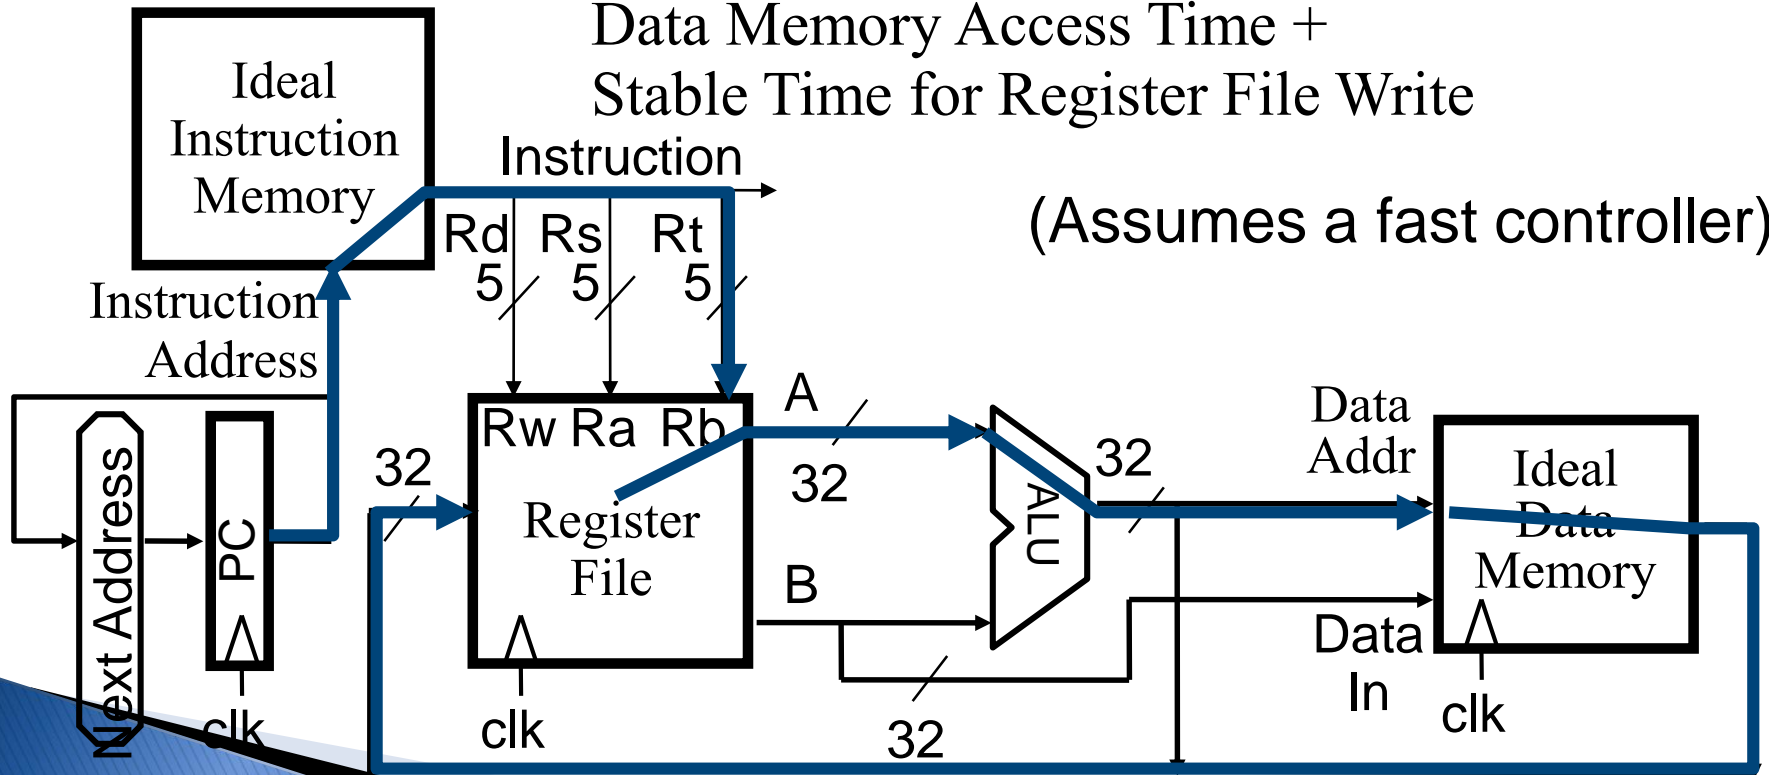 Data Memory Access Time +
Stable Time for Register File Write
(Assumes a fast controller)
Ideal
Instruction
Memory
Instruction
Rd Rs Rt
5 5 5
Instruction
Address
Next Address
PC
clk
32
Rw Ra Rb
Register
File
clk
A
32
B
32
ALU
32
Data
Addr
Data
In
Ideal
Data
Memory
clk